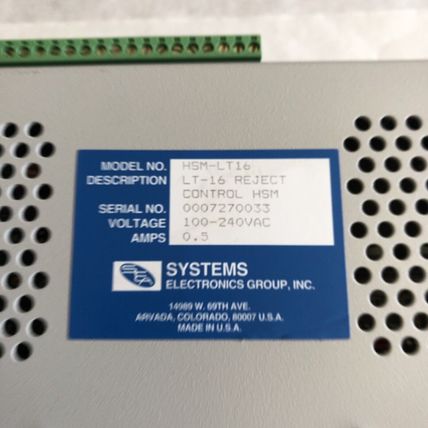 MODEL NO. HSM-LT16
DESCRIPTION LT-16 REJECT
CONTROL HSM
SERIAL NO. 0007270033
VOLTAGE 100-240VAC
AMPS 0.5
SEG SYSTEMS
ELECTRONICS GROUP, INC.
14989 W. 69TH AVE.
ARVADA, COLORADO, 80007 U.S.A.
MADE IN U.S.A.